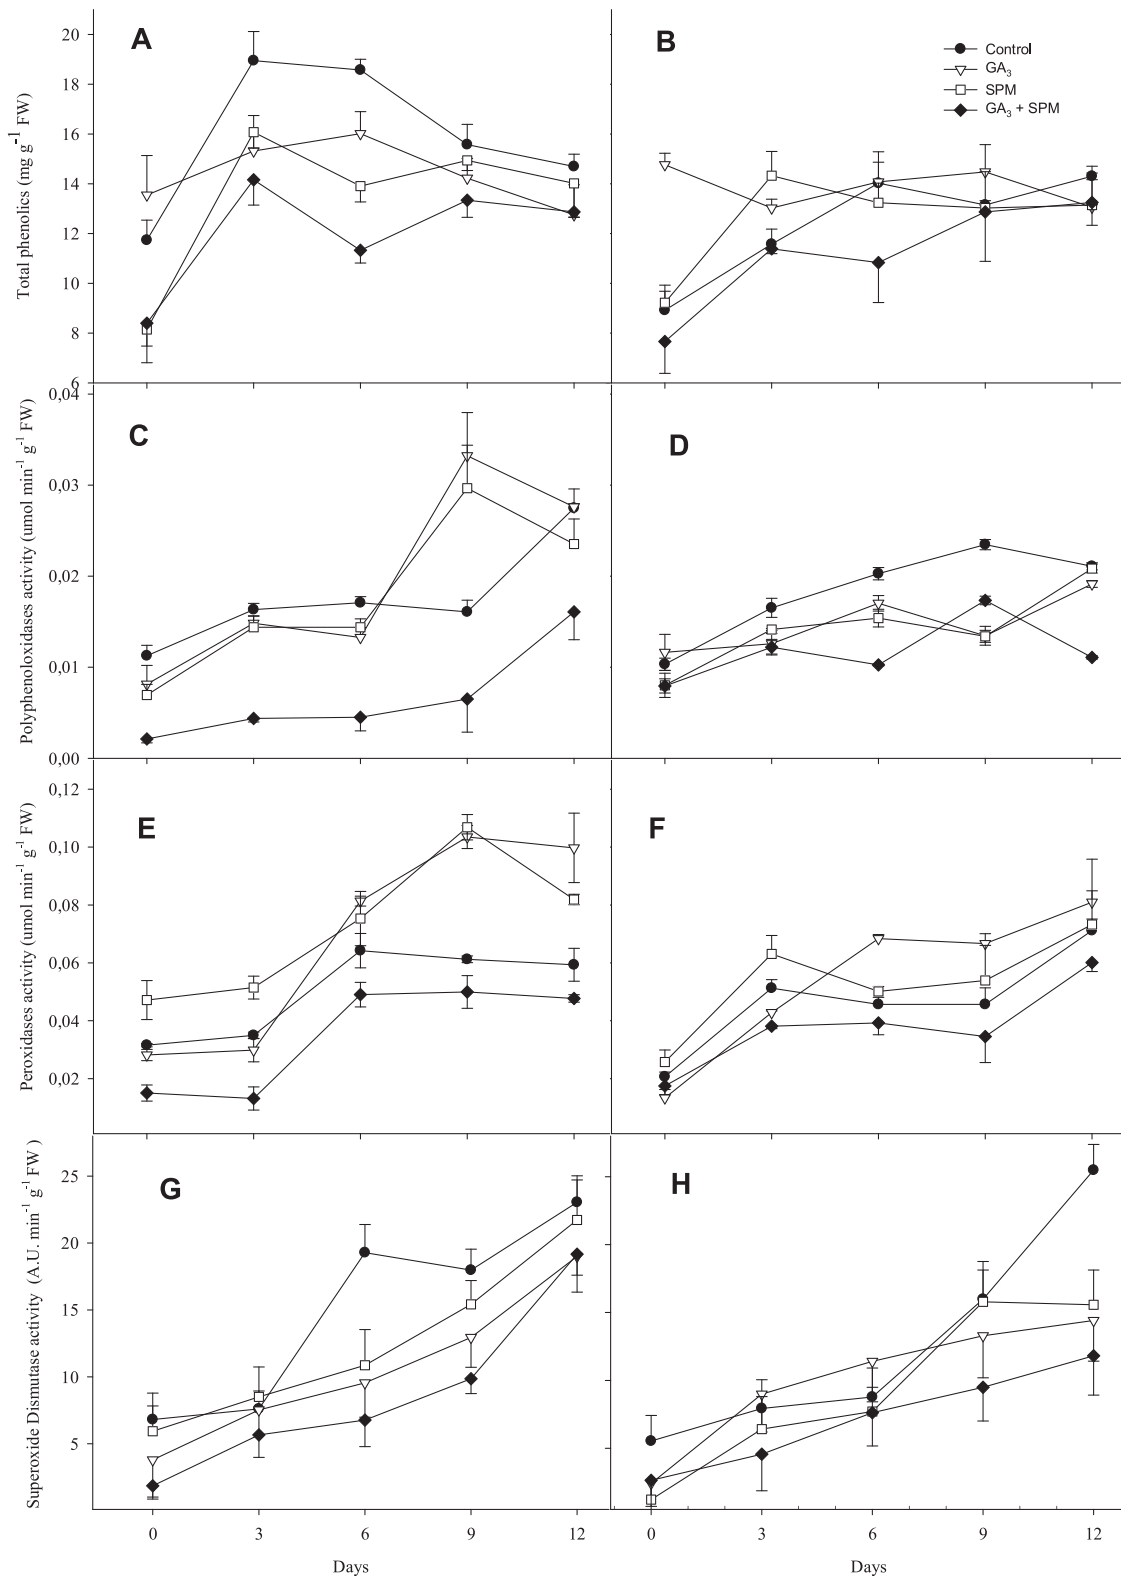 A
B
Control
GA3
SPM
GA3 + SPM
Total phenolics (mg g-1 FW)
20
18
16
14
12
10
8
6
C
D
Polyphenoloxidases activity (umol min-1 g-1 FW)
0,04
0,03
0,02
0,01
0,00
E
F
Peroxidases activity (umol min-1 g-1 FW)
0,12
0,10
0,08
0,06
0,04
0,02
G
H
Superoxide Dismutase activity (A.U. min-1 g-1 FW )
25
20
15
10
5
0 3 6 9 12
0 3 6 9 12
Days
Days